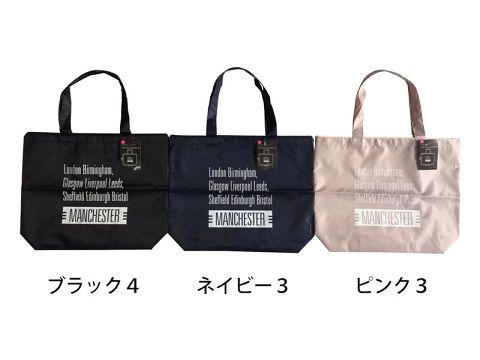 London Birmingham,
Glasgow Liverpool Leeds,
Sheffield Edinburgh Bristol
MANCHESTER
London Birmingham,
Glasgow Liverpool Leeds,
Sheffield Edinburgh Bristol
MANCHESTER
London Birmingham,
Glasgow Liverpool Leeds,
Sheffield Edinburgh Bristol
MANCHESTER
ブラック4 ネイビー3 ピンク3